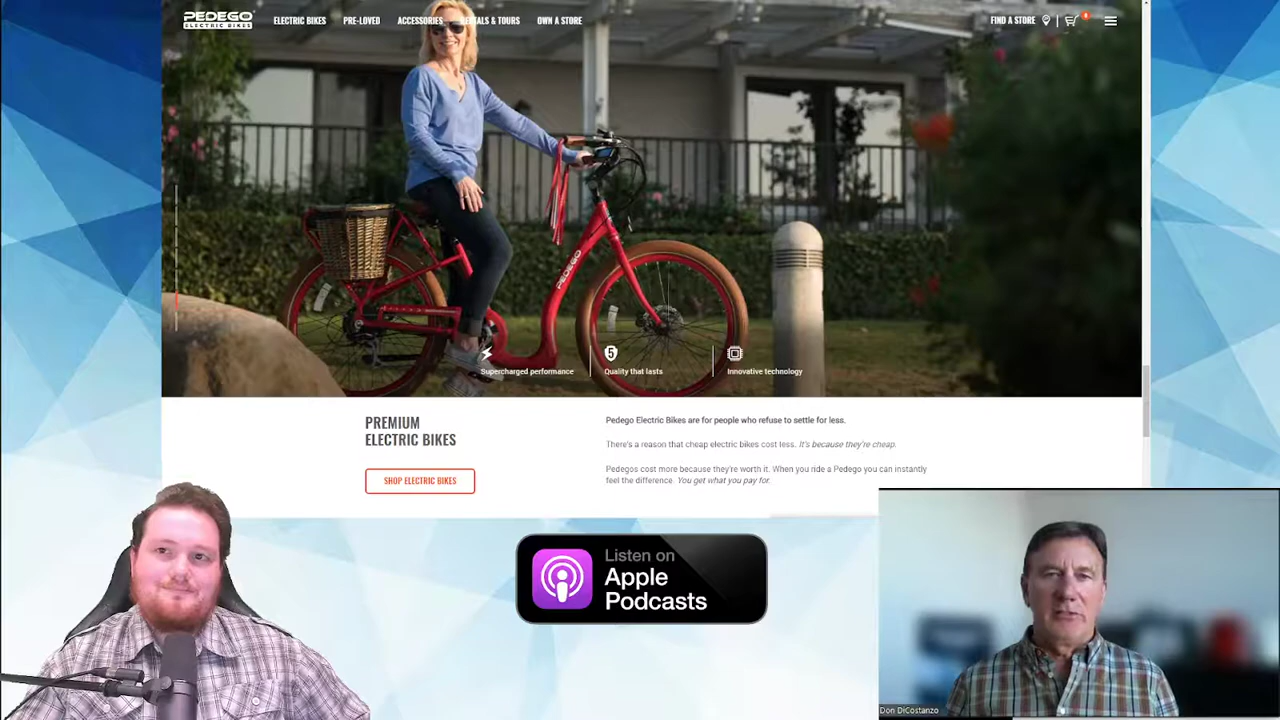 PEDEGO
ELECTRIC BIKES
ELECTRIC BIKES
PRE-LOVED
ACCESSORIES
RENTALS & TOURS
OWN A STORE
FIND A STORE
PEDEGO
Supercharged performance
5
Quality that lasts
Innovative technology
PREMIUM
ELECTRIC BIKES
SHOP ELECTRIC BIKES
Pedego Electric Bikes are for people who refuse to settle for less.
There's a reason that cheap electric bikes cost less. It's because they're cheap.
Pedegos cost more because they're worth it. When you ride a Pedego you can instantly
feel the difference. You get what you pay for.
Listen on
Apple
Podcasts
Don DiCostanzo